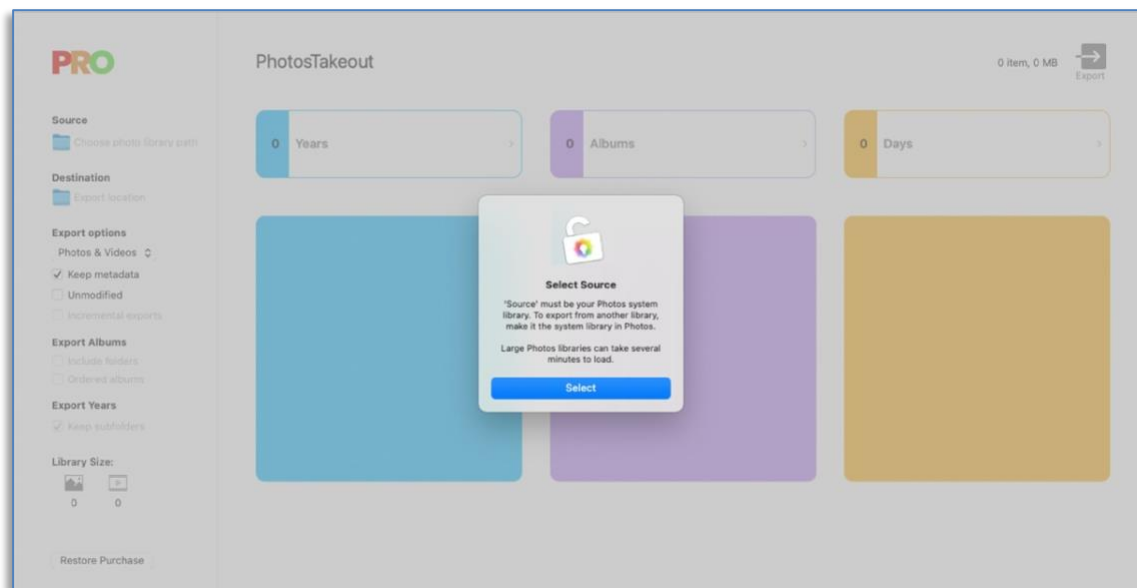 PRO
Source
Choose photo library path
Destination
Export location
Export options
Photos & Videos
Keep metadata
Unmodified
Incremental exports
Export Albums
Include folders
Ordered albums
Export Years
Keep subfolders
Library Size:
0 0
Restore Purchase
PhotosTakeout
0 item, 0 MB
Export
0 Years
0 Albums
0 Days
Select Source
'Source' must be your Photos system
library. To export from another library,
make it the system library in Photos.
Large Photos libraries can take several
minutes to load.
Select